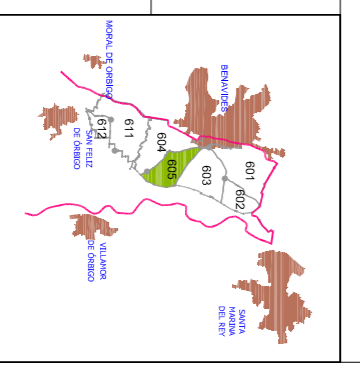 MORAL DE ORBIGO
BENAVIDES
SAN FELIZ
DE ÓRBIGO
612
611
604
605
603
601
602
VILLAMOR
DE ÓRBIGO
SANTA
MARINA
DEL REY